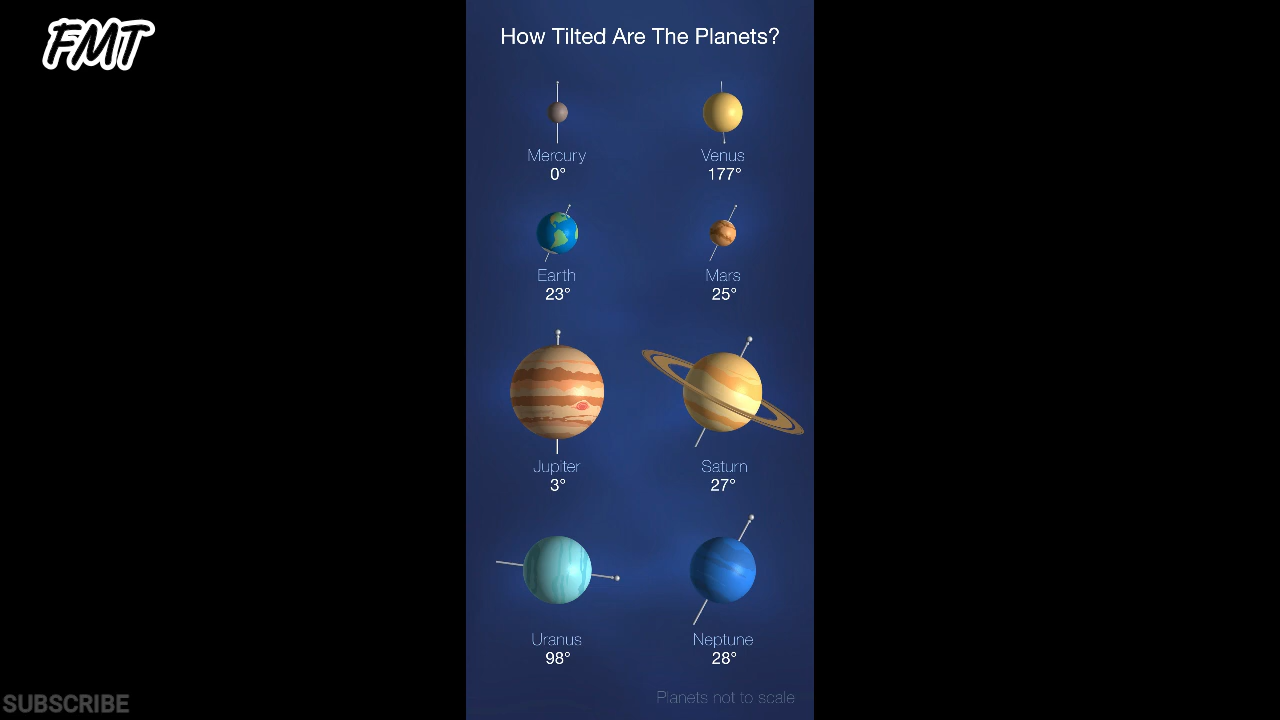 FMT
How Tilted Are The Planets?
Mercury
0°
Venus
177°
Earth
23°
Mars
25°
Jupiter
3°
Saturn
27°
Uranus
98°
Neptune
28°
Planets not to scale
SUBSCRIBE